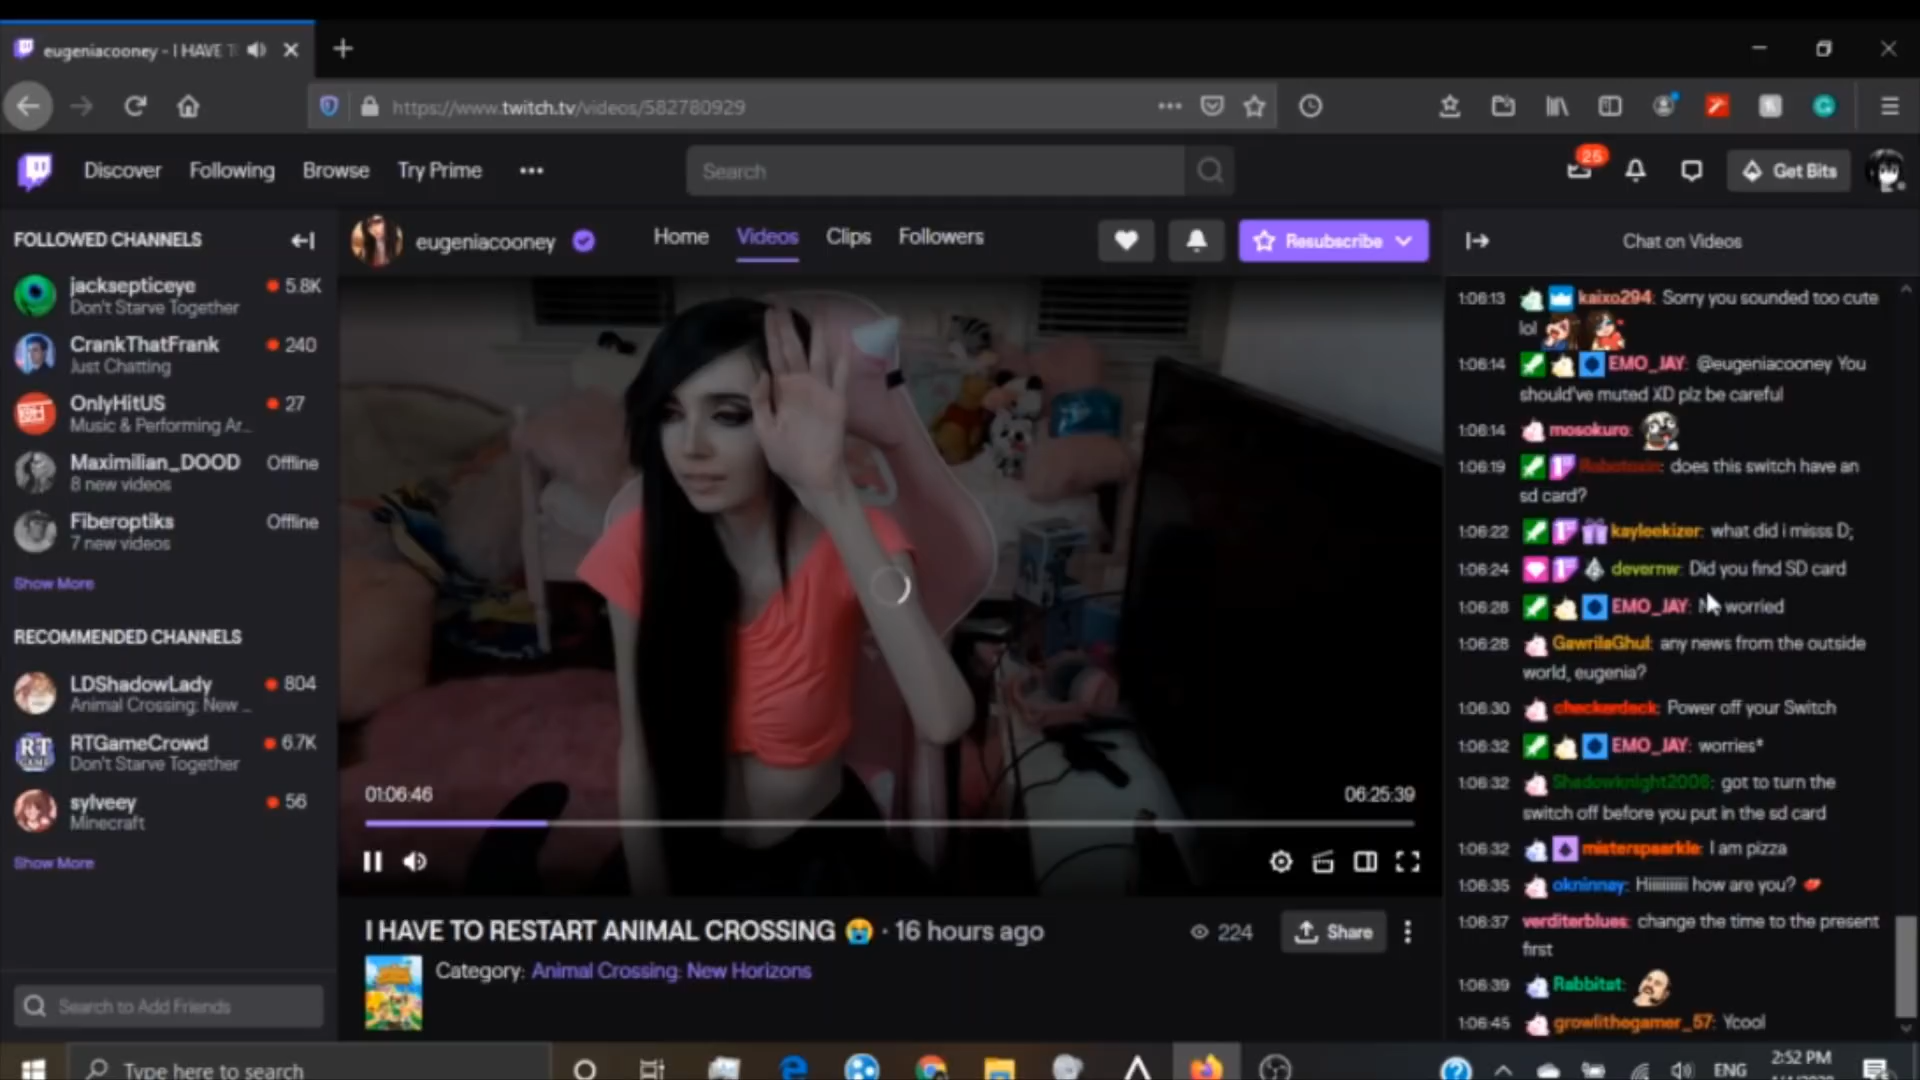 eugeniacooney - I HAVE T
https://www.twitch.tv/videos/582780929
Discover
Following
Browse
Try Prime
Search
25
Get Bits
FOLLOWED CHANNELS
jacksepticeye
5.8K
Don't Starve Together
CrankThatFrank
240
Just Chatting
OnlyHitUS
27
Music & Performing Ar...
Maximilian_DOOD
Offline
8 new videos
Fiberoptiks
Offline
7 new videos
Show More
RECOMMENDED CHANNELS
LDShadowLady
804
Animal Crossing: New ...
RTGameCrowd
6.7K
Don't Starve Together
sylveey
56
Minecraft
Show More
Search to Add Friends
eugeniacooney
Home
Videos
Clips
Followers
Resubscribe
01:06:46
06:25:39
I HAVE TO RESTART ANIMAL CROSSING 😭 · 16 hours ago
224
Share
Category: Animal Crossing: New Horizons
Chat on Videos
1:06:13 kaixo294: Sorry you sounded too cute
lol
1:06:14 EMO_JAY: @eugeniacooney You
should've muted XD plz be careful
1:06:14 mosokuro:
1:06:19 : does this switch have an
sd card?
1:06:22 kayleekizer: what did i misss D;
1:06:24 devernw: Did you find SD card
1:06:28 EMO_JAY: worried
1:06:28 GawrilaGhul: any news from the outside
world, eugenia?
1:06:30 checkerdeck: Power off your Switch
1:06:32 EMO_JAY: worries*
1:06:32 Shadowknight2006: got to turn the
switch off before you put in the sd card
1:06:32 misterspaarkle: I am pizza
1:06:35 okninnay: Hiiiiiiiiiii how are you?
1:06:37 verditerblues: change the time to the present
first
1:06:39 Rabbitat:
1:06:45 growlithegamer_57: Ycool
Type here to search
ENG
2:52 PM